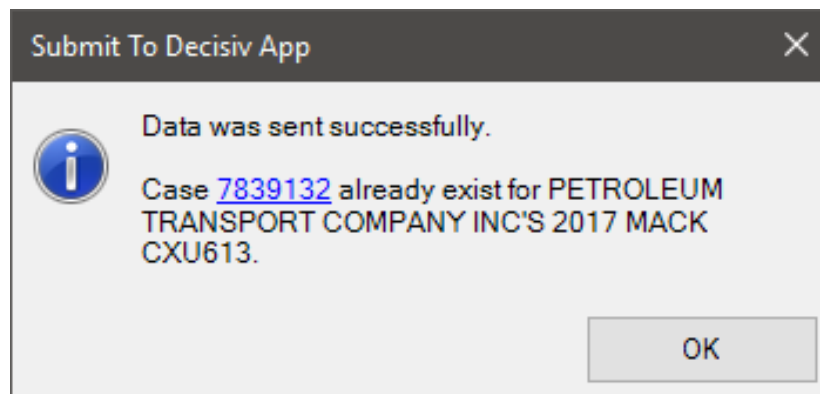 Submit To Decisiv App
Data was sent successfully.
Case 7839132 already exist for PETROLEUM
TRANSPORT COMPANY INC'S 2017 MACK
CXU613.
OK